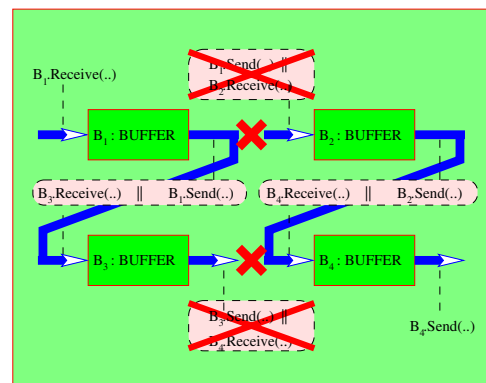 B1.Send(..) ||
B1.Receive(..)
B2.Receive(..)
B1 : BUFFER
B2 : BUFFER
B3.Receive(..) || B1.Send(..)
B4.Receive(..) || B2.Send(..)
B3 : BUFFER
B4 : BUFFER
B3.Send(..) ||
B4.Send(..)
B4.Receive(..)